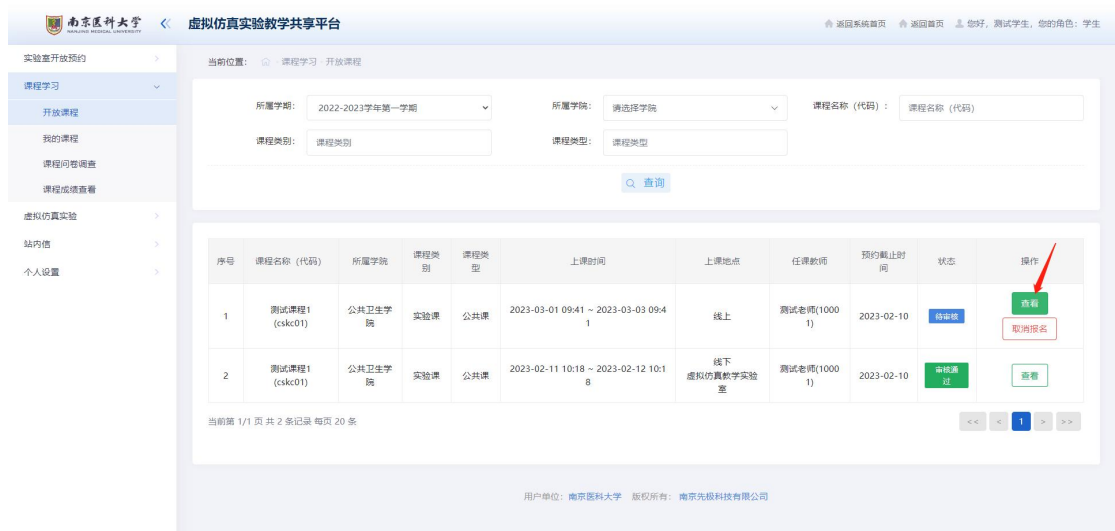 南京医科大学
NANJING MEDICAL UNIVERSITY
虚拟仿真实验教学共享平台
返回系统首页 返回首页 您好，测试学生，您的角色：学生
实验室开放预约
课程学习
开放课程
我的课程
课程问卷调查
课程成绩查看
虚拟仿真实验
站内信
个人设置
当前位置： · 课程学习 · 开放课程
所属学期： 2022-2023学年第一学期 所属学院： 请选择学院 课程名称（代码）： 课程名称（代码）
课程类别： 课程类别 课程类型： 课程类型
查询
序号 课程名称（代码） 所属学院 课程类别 课程类型 上课时间 上课地点 任课教师 预约截止时间 状态 操作
1 测试课程1 (cskc01) 公共卫生学院 实验课 公共课 2023-03-01 09:41 ~ 2023-03-03 09:41 线上 测试老师(10001) 2023-02-10 待审核 查看 取消报名
2 测试课程1 (cskc01) 公共卫生学院 实验课 公共课 2023-02-11 10:18 ~ 2023-02-12 10:18 线下 虚拟仿真教学实验室 测试老师(10001) 2023-02-10 审核通过 查看
当前第 1/1 页 共 2 条记录 每页 20 条
<< < 1 > >>
用户单位：南京医科大学 版权所有：南京先极科技有限公司